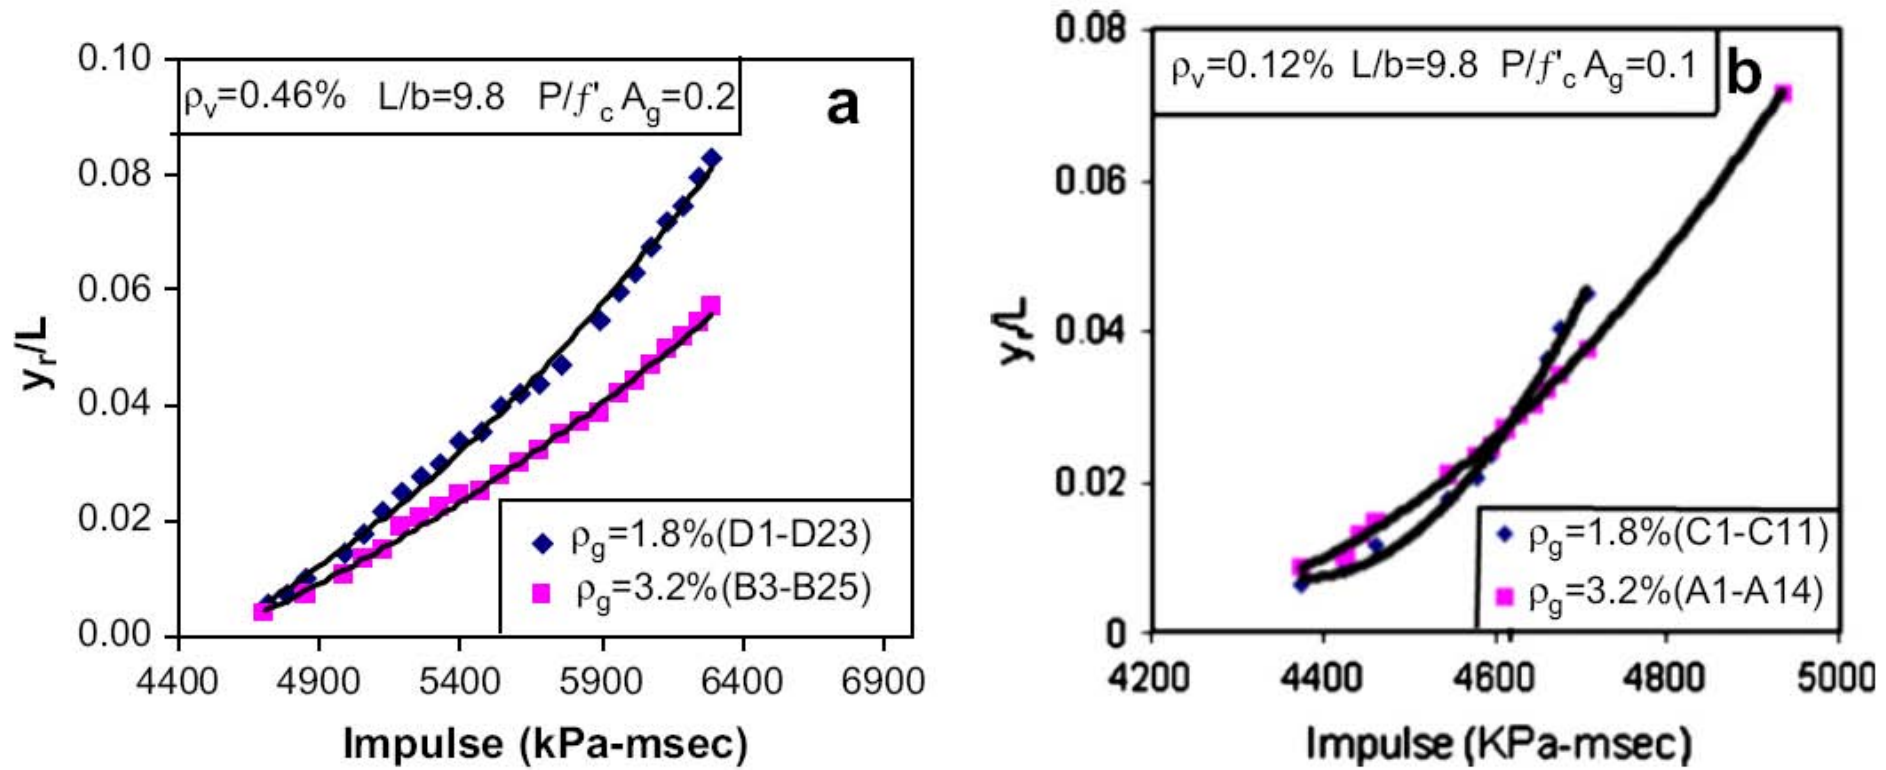 0.10
ρv=0.46% L/b=9.8 P/f'c Ag=0.2
a
0.08
0.06
yr/L
0.04
0.02
0.00
ρg=1.8%(D1-D23)
ρg=3.2%(B3-B25)
4400 4900 5400 5900 6400 6900
Impulse (kPa-msec)
0.08
ρv=0.12% L/b=9.8 P/f'c Ag=0.1
b
0.06
yr/L
0.04
0.02
0
ρg=1.8%(C1-C11)
ρg=3.2%(A1-A14)
4200 4400 4600 4800 5000
Impulse (KPa-msec)